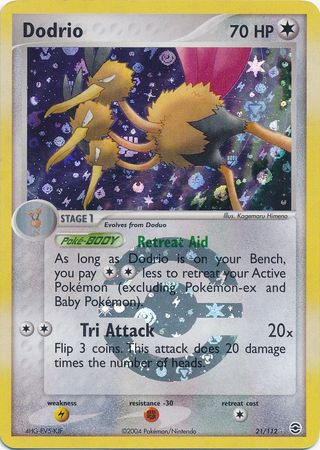 Dodrio 70 HP
STAGE 1
Evolves from Doduo
Illus. Kagemaru Himeno
Poké-BODY Retreat Aid
As long as Dodrio is on your Bench,
you pay less to retreat your Active
Pokémon (excluding Pokémon-ex and
Baby Pokémon).
Tri Attack 20x
Flip 3 coins. This attack does 20 damage
times the number of heads.
weakness resistance -30 retreat cost
©2004 Pokémon/Nintendo 21/112